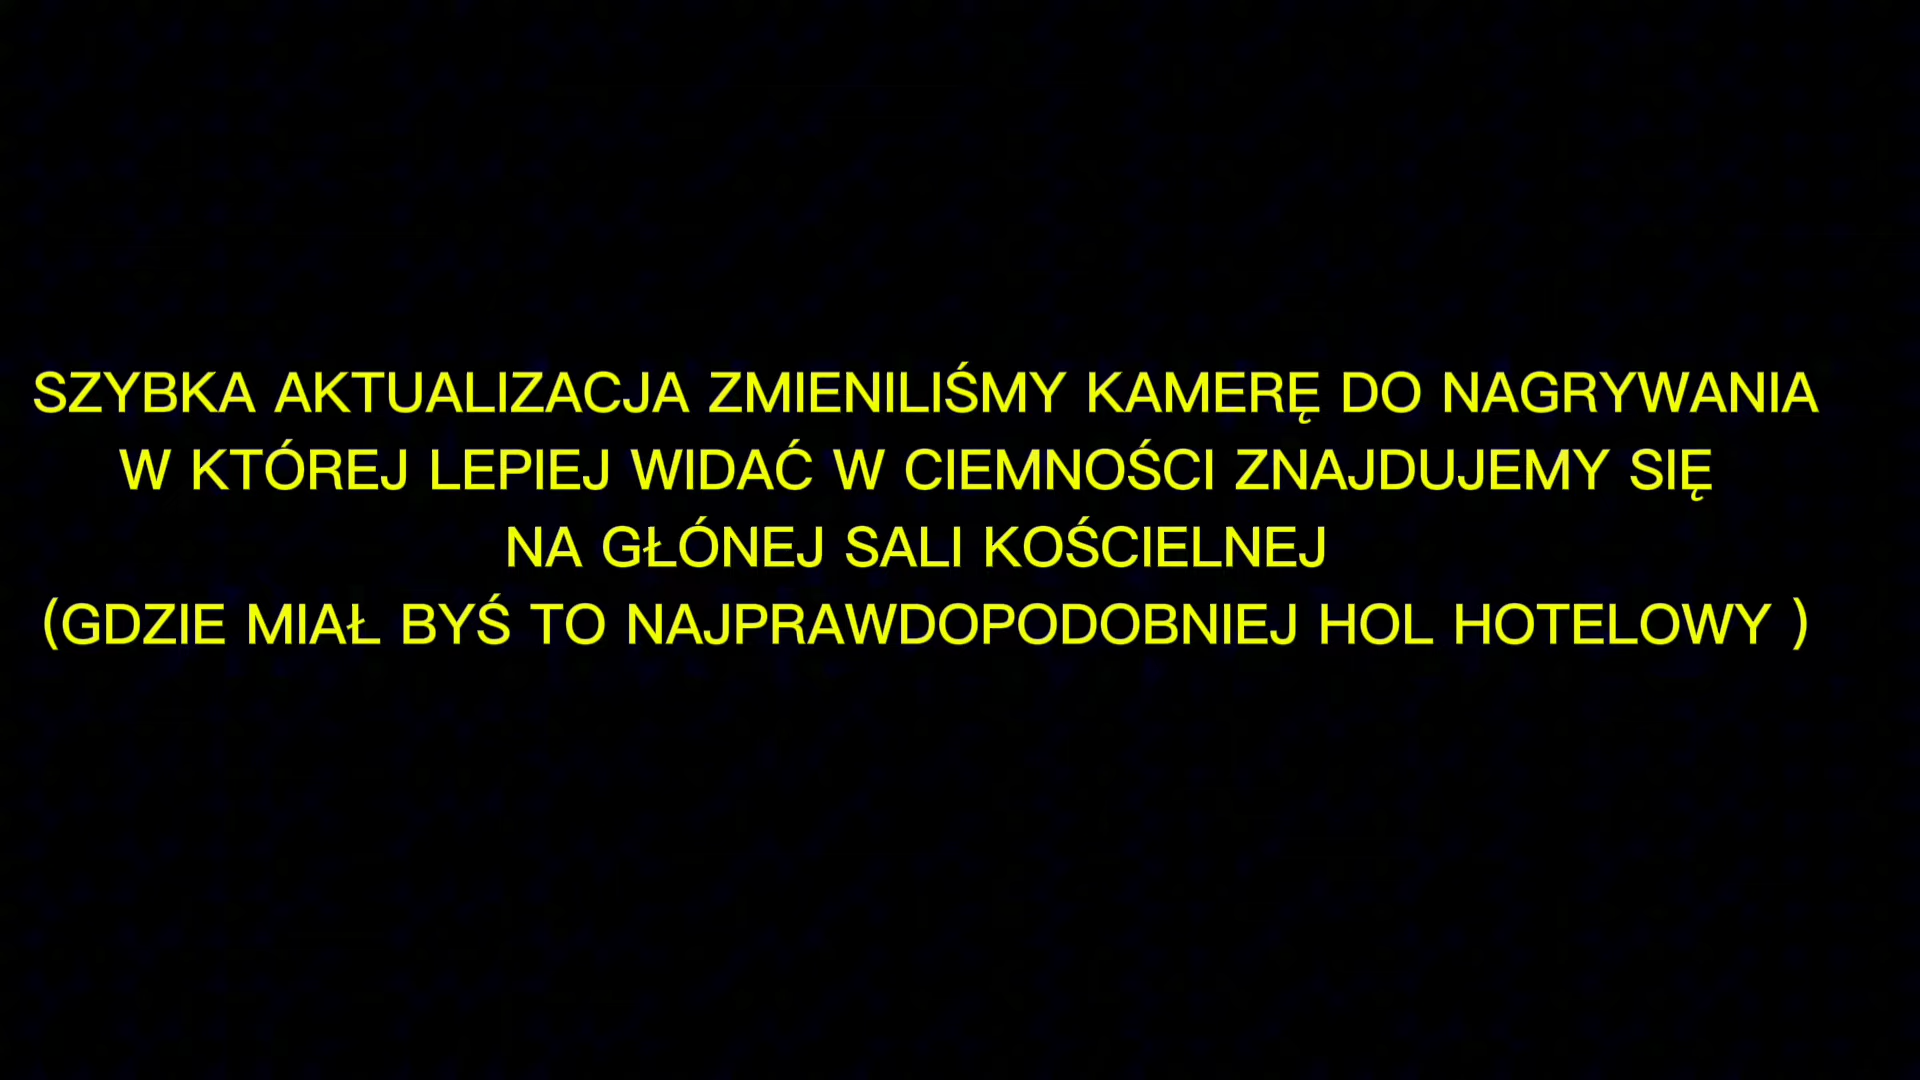 SZYBKA AKTUALIZACJA ZMIENILIŚMY KAMERĘ DO NAGRYWANIA
W KTÓREJ LEPIEJ WIDAĆ W CIEMNOŚCI ZNAJDUJEMY SIĘ
NA GŁÓNEJ SALI KOŚCIELNEJ
(GDZIE MIAŁ BYŚ TO NAJPRAWDOPODOBNIEJ HOL HOTELOWY )